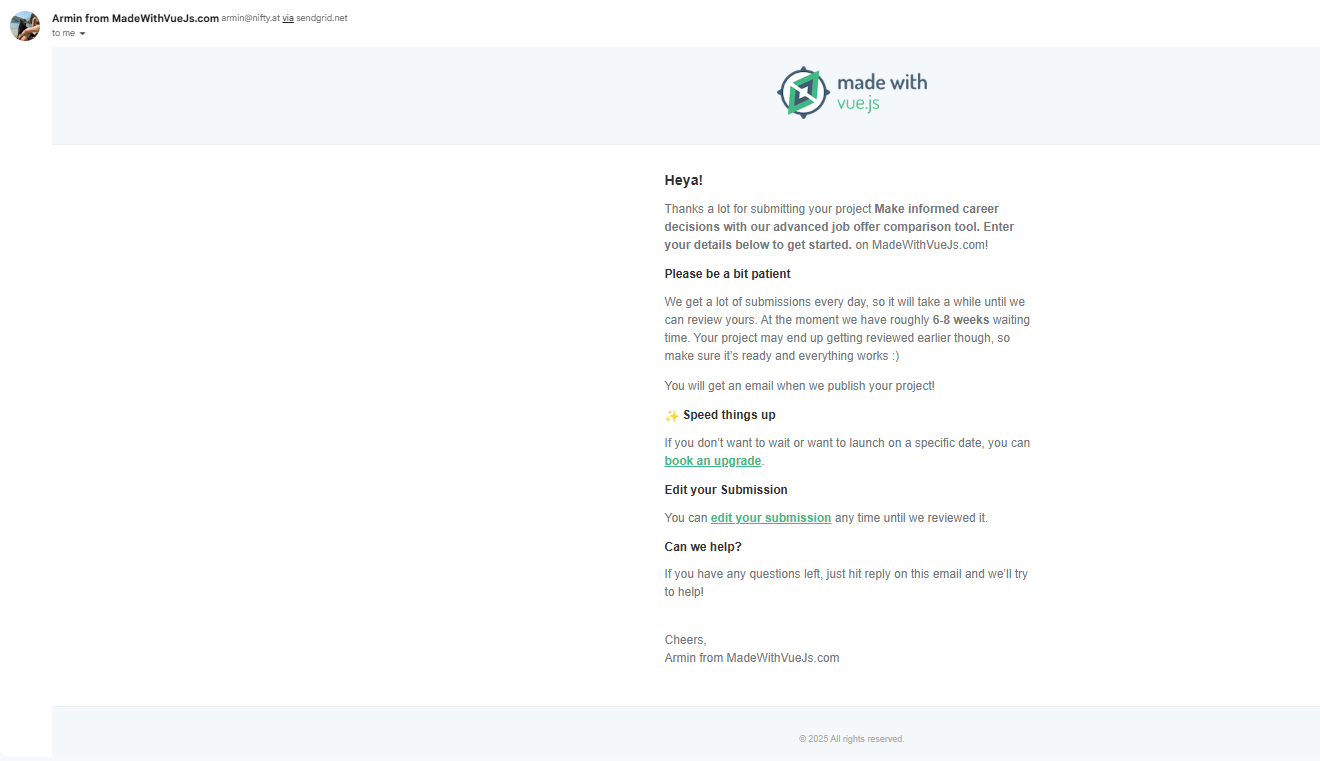 Armin from MadeWithVueJs.com armin@nifty.at via sendgrid.net
to me
made with
vue.js
Heya!
Thanks a lot for submitting your project Make informed career
decisions with our advanced job offer comparison tool. Enter
your details below to get started. on MadeWithVueJs.com!
Please be a bit patient
We get a lot of submissions every day, so it will take a while until we
can review yours. At the moment we have roughly 6-8 weeks waiting
time. Your project may end up getting reviewed earlier though, so
make sure it’s ready and everything works :)
You will get an email when we publish your project!
✨ Speed things up
If you don’t want to wait or want to launch on a specific date, you can
book an upgrade.
Edit your Submission
You can edit your submission any time until we reviewed it.
Can we help?
If you have any questions left, just hit reply on this email and we’ll try
to help!
Cheers,
Armin from MadeWithVueJs.com
© 2025 All rights reserved.